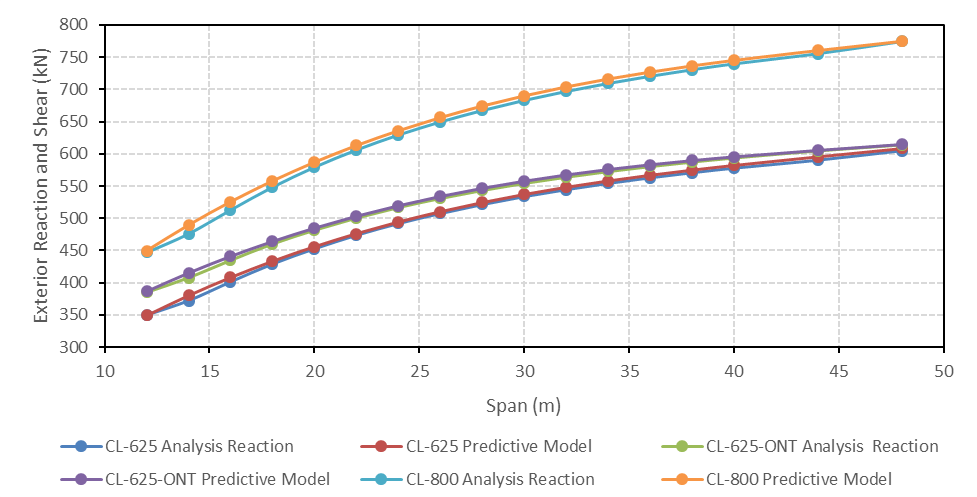 800
750
700
650
600
550
500
450
400
350
300
Exterior Reaction and Shear (kN)
10 15 20 25 30 35 40 45 50
Span (m)
CL-625 Analysis Reaction CL-625 Predictive Model CL-625-ONT Analysis Reaction
CL-625-ONT Predictive Model CL-800 Analysis Reaction CL-800 Predictive Model